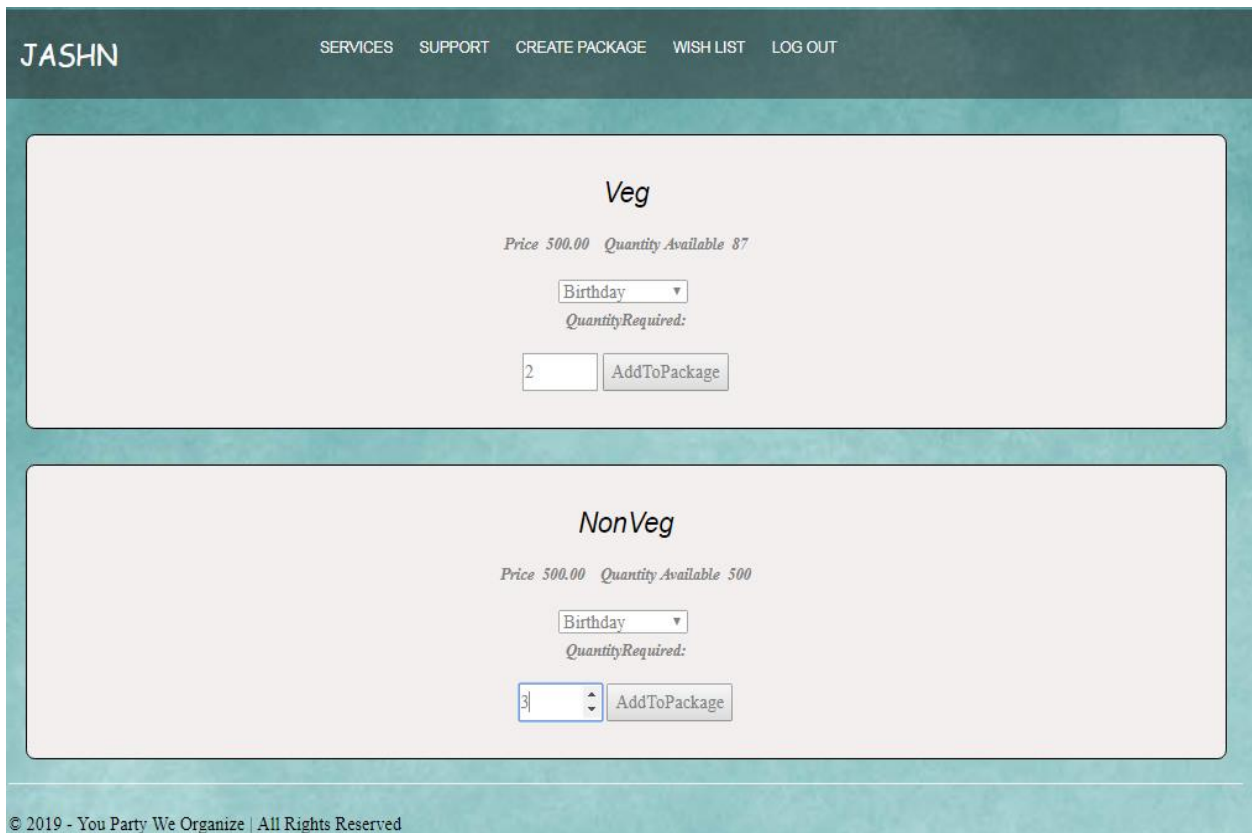 JASHN SERVICES SUPPORT CREATE PACKAGE WISH LIST LOG OUT
Veg
Price 500.00 Quantity Available 87
Birthday
QuantityRequired:
2 AddToPackage
NonVeg
Price 500.00 Quantity Available 500
Birthday
QuantityRequired:
3 AddToPackage
© 2019 - You Party We Organize | All Rights Reserved